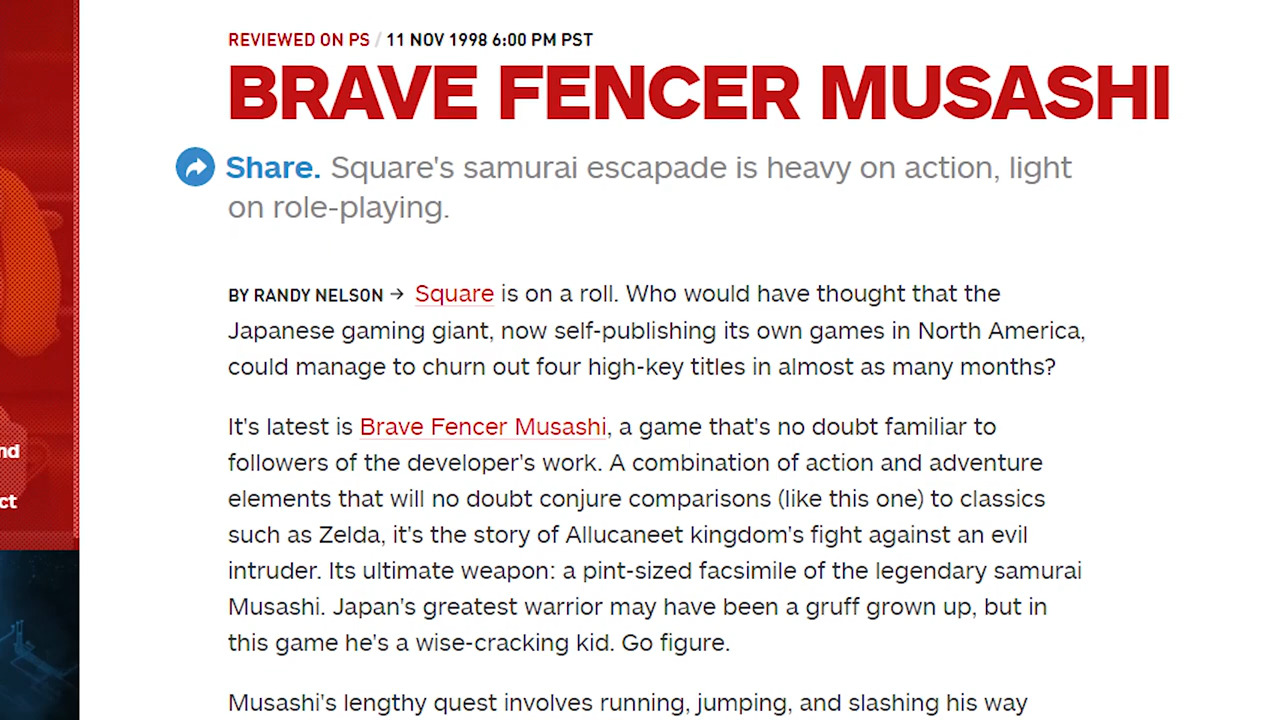 REVIEWED ON PS / 11 NOV 1998 6:00 PM PST
BRAVE FENCER MUSASHI
Share. Square's samurai escapade is heavy on action, light
on role-playing.
BY RANDY NELSON → Square is on a roll. Who would have thought that the
Japanese gaming giant, now self-publishing its own games in North America,
could manage to churn out four high-key titles in almost as many months?
It's latest is Brave Fencer Musashi, a game that's no doubt familiar to
followers of the developer's work. A combination of action and adventure
elements that will no doubt conjure comparisons (like this one) to classics
such as Zelda, it's the story of Allucaneet kingdom's fight against an evil
intruder. Its ultimate weapon: a pint-sized facsimile of the legendary samurai
Musashi. Japan's greatest warrior may have been a gruff grown up, but in
this game he's a wise-cracking kid. Go figure.
Musashi's lengthy quest involves running, jumping, and slashing his way
nd
ct